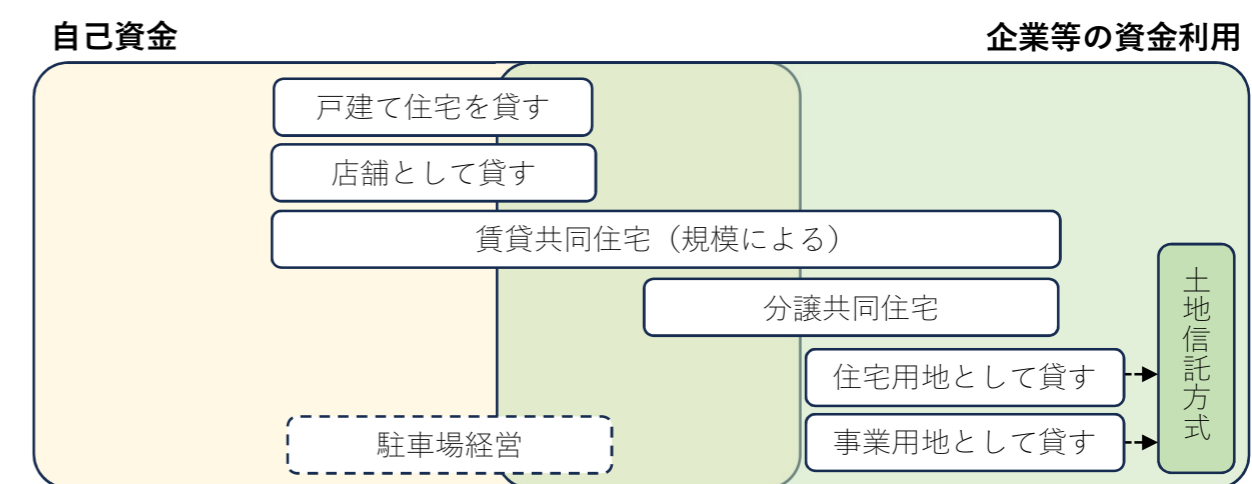 自己資金
企業等の資金利用
戸建て住宅を貸す
店舗として貸す
賃貸共同住宅（規模による）
分譲共同住宅
住宅用地として貸す
事業用地として貸す
駐車場経営
土地信託方式